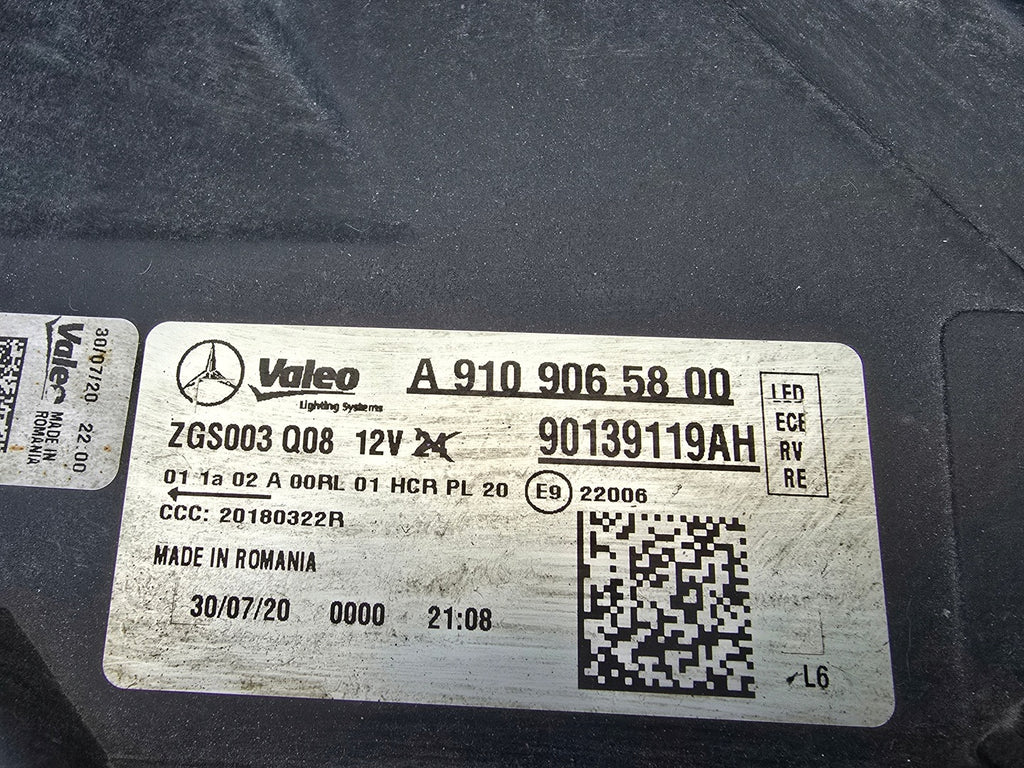 30/07/20 22:00
Valeo
MADE IN
ROMANIA
Valeo
Lighting Systems
A 910 906 58 00
ZGS003 Q08 12V 24
90139119AH
01 1a 02 A 00RL 01 HCR PL 20 E9 22006
CCC: 20180322R
MADE IN ROMANIA
30/07/20 0000 21:08
LED
ECE
RV
RE
L6